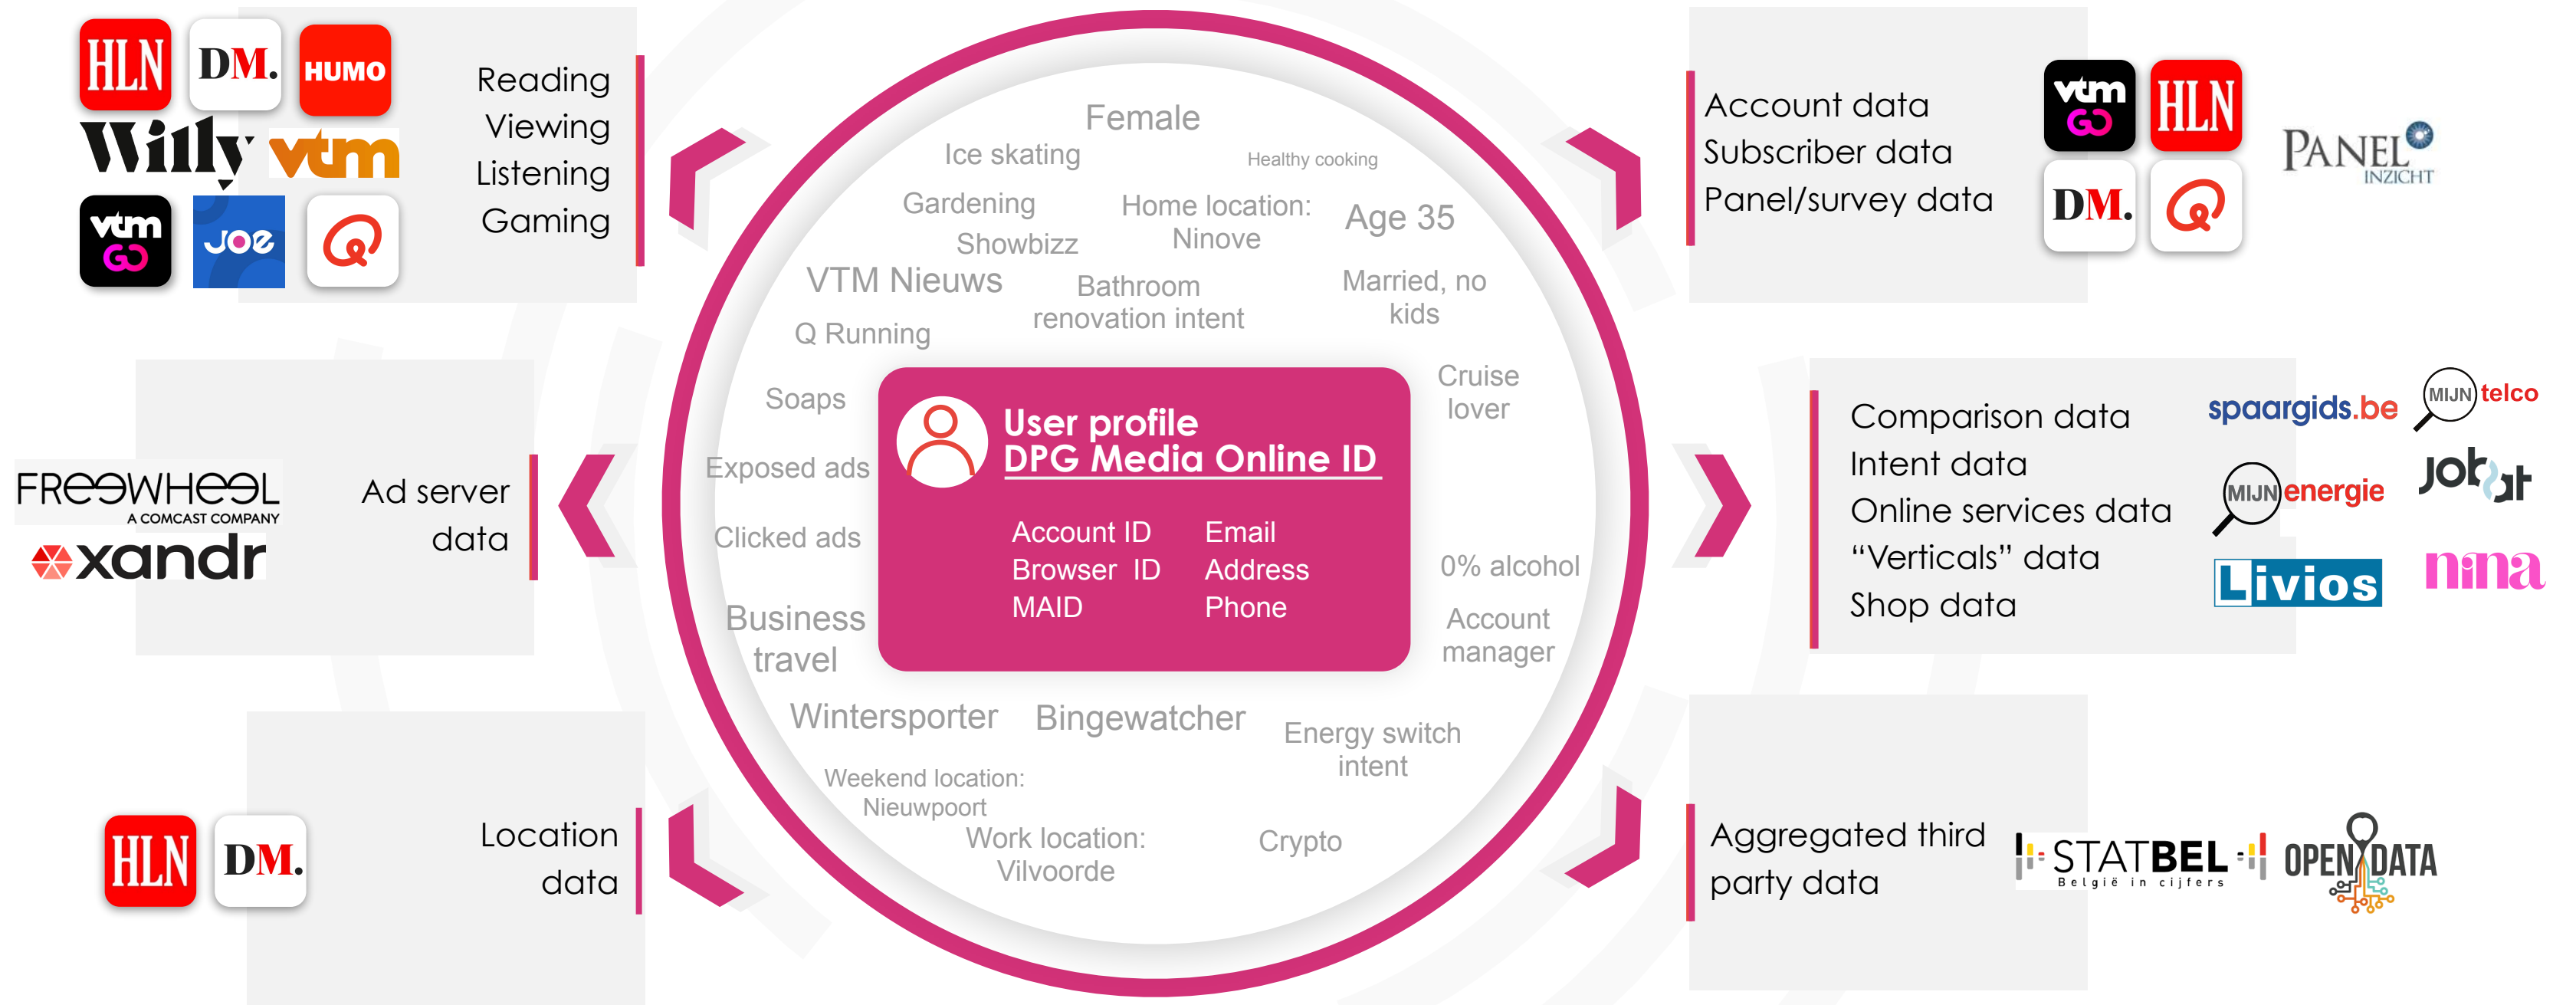 HLN
DM.
HUMO
Willy
vtm
vtm
GO
JOE
Q
Reading
Viewing
Listening
Gaming
FREEWHEEL
A COMCAST COMPANY
xandr
Ad server
data
HLN
DM.
Location
data
Female
Ice skating
Healthy cooking
Gardening
Home location:
Ninove
Age 35
Showbizz
VTM Nieuws
Bathroom
renovation intent
Married, no
kids
Q Running
Soaps
Cruise
lover
Exposed ads
Clicked ads
User profile
DPG Media Online ID
Account ID
Email
Browser ID
Address
MAID
Phone
0% alcohol
Business
travel
Account
manager
Wintersporter
Bingewatcher
Energy switch
intent
Weekend location:
Nieuwpoort
Work location:
Vilvoorde
Crypto
Account data
Subscriber data
Panel/survey data
vtm
GO
HLN
DM.
Q
PANEL
INZICHT
Comparison data
Intent data
Online services data
“Verticals” data
Shop data
spaargids.be
MIJN telco
MIJN energie
Jobat
Livios
nina
Aggregated third
party data
STATBEL
België in cijfers
OPEN DATA